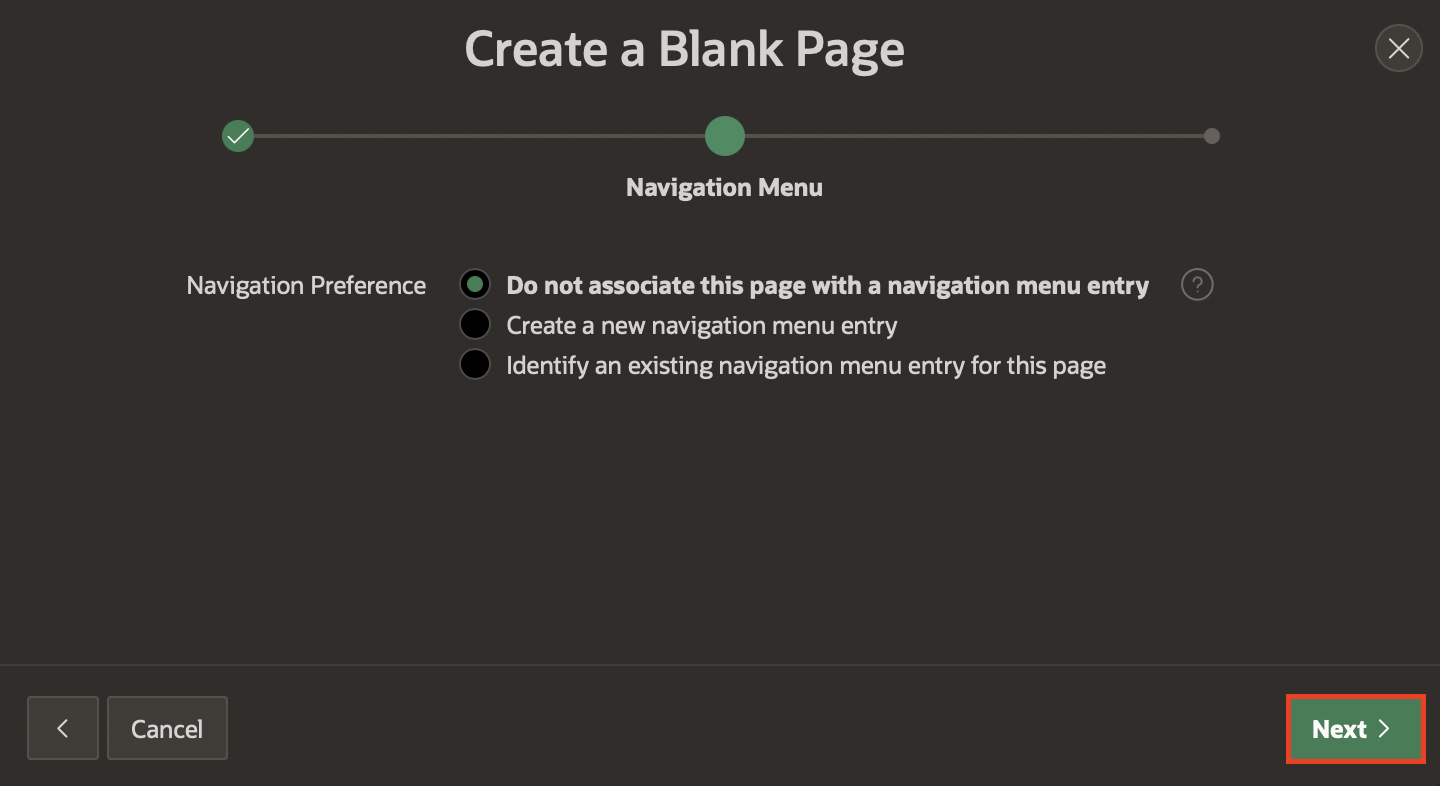 Create a Blank Page
Navigation Menu
Navigation Preference
Do not associate this page with a navigation menu entry ?
Create a new navigation menu entry
Identify an existing navigation menu entry for this page
Cancel
Next